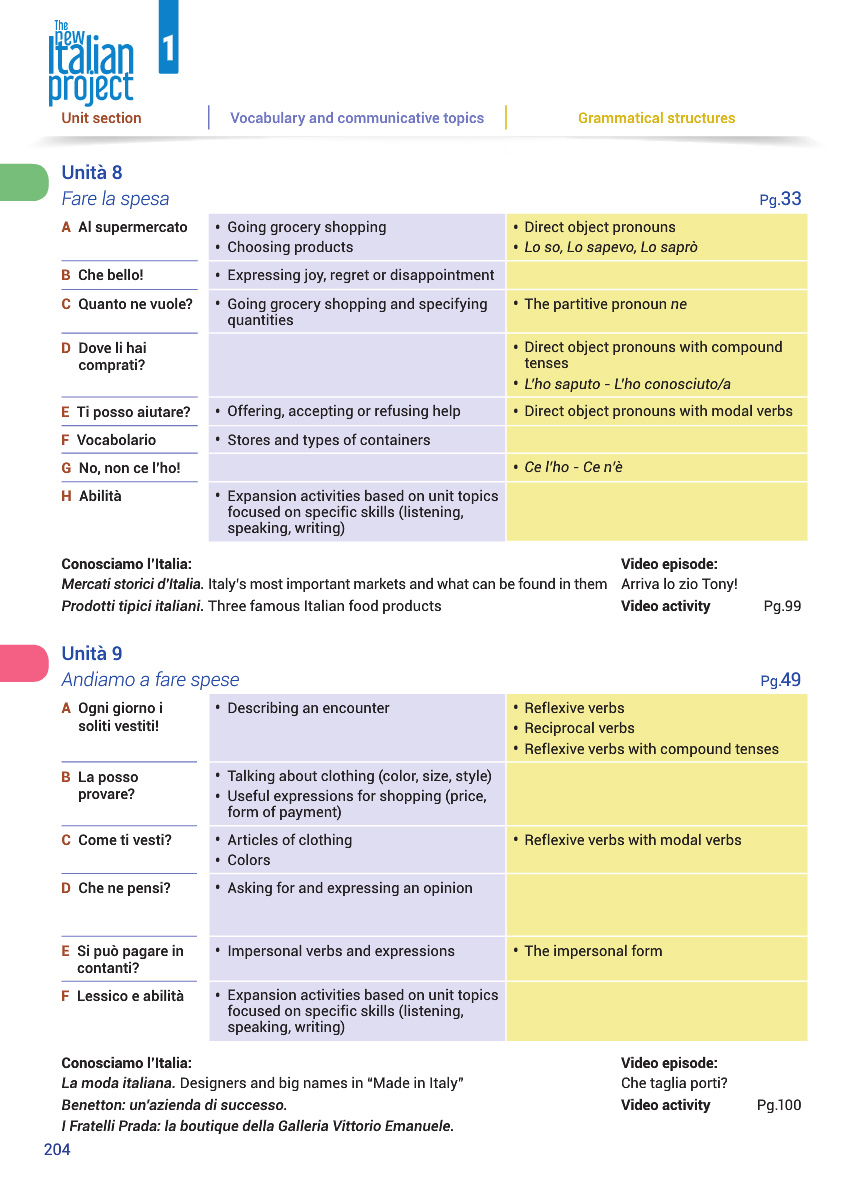 The
new
Italian
project
1
Unit section
Vocabulary and communicative topics
Grammatical structures
Unità 8
Fare la spesa
Pg.33
A Al supermercato
• Going grocery shopping
• Choosing products
• Direct object pronouns
• Lo so, Lo sapevo, Lo saprò
B Che bello!
• Expressing joy, regret or disappointment
C Quanto ne vuole?
• Going grocery shopping and specifying
quantities
• The partitive pronoun ne
D Dove li hai
comprati?
• Direct object pronouns with compound
tenses
• L'ho saputo - L'ho conosciuto/a
E Ti posso aiutare?
• Offering, accepting or refusing help
• Direct object pronouns with modal verbs
F Vocabolario
• Stores and types of containers
G No, non ce l'ho!
• Ce l'ho - Ce n'è
H Abilità
• Expansion activities based on unit topics
focused on specific skills (listening,
speaking, writing)
Conosciamo l'Italia:
Mercati storici d'Italia. Italy's most important markets and what can be found in them
Prodotti tipici italiani. Three famous Italian food products
Video episode:
Arriva lo zio Tony!
Video activity Pg.99
Unità 9
Andiamo a fare spese
Pg.49
A Ogni giorno i
soliti vestiti!
• Describing an encounter
• Reflexive verbs
• Reciprocal verbs
• Reflexive verbs with compound tenses
B La posso
provare?
• Talking about clothing (color, size, style)
• Useful expressions for shopping (price,
form of payment)
C Come ti vesti?
• Articles of clothing
• Colors
• Reflexive verbs with modal verbs
D Che ne pensi?
• Asking for and expressing an opinion
E Si può pagare in
contanti?
• Impersonal verbs and expressions
• The impersonal form
F Lessico e abilità
• Expansion activities based on unit topics
focused on specific skills (listening,
speaking, writing)
Conosciamo l'Italia:
La moda italiana. Designers and big names in “Made in Italy”
Benetton: un'azienda di successo.
I Fratelli Prada: la boutique della Galleria Vittorio Emanuele.
Video episode:
Che taglia porti?
Video activity Pg.100
204